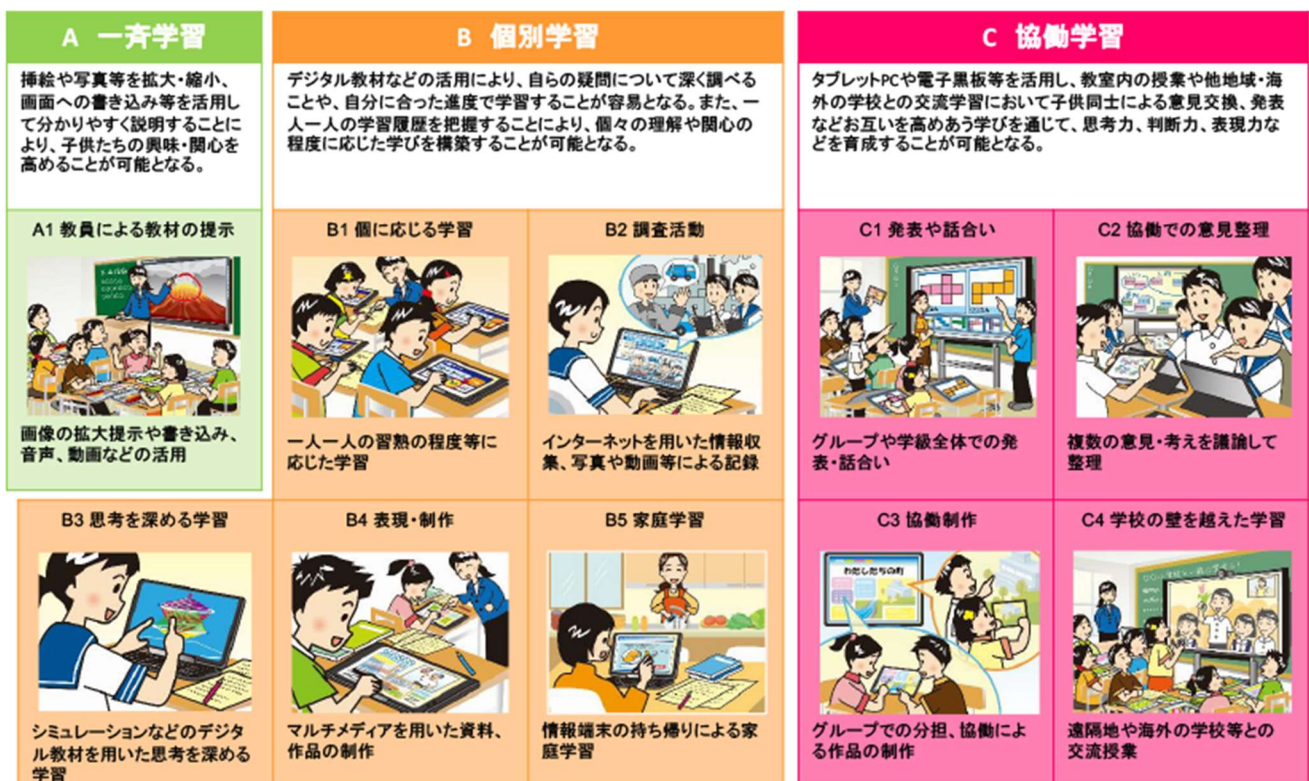 A 一斉学習
挿絵や写真等を拡大・縮小、
画面への書き込み等を活用し
て分かりやすく説明することに
より、子供たちの興味・関心を
高めることが可能となる。
B 個別学習
デジタル教材などの活用により、自らの疑問について深く調べる
ことや、自分に合った進度で学習することが容易となる。また、一
人一人の学習履歴を把握することにより、個々の理解や関心の
程度に応じた学びを構築することが可能となる。
C 協働学習
タブレットPCや電子黒板等を活用し、教室内の授業や他地域・海
外の学校との交流学習において子供同士による意見交換、発表
などお互いを高めあう学びを通じて、思考力、判断力、表現力な
どを育成することが可能となる。
A1 教員による教材の提示
画像の拡大提示や書き込み、
音声、動画などの活用
B1 個に応じる学習
一人一人の習熟の程度等に
応じた学習
B2 調査活動
インターネットを用いた情報収
集、写真や動画等による記録
C1 発表や話合い
グループや学級全体での発
表・話合い
C2 協働での意見整理
複数の意見・考えを議論して
整理
B3 思考を深める学習
シミュレーションなどのデジタ
ル教材を用いた思考を深める
学習
B4 表現・制作
マルチメディアを用いた資料、
作品の制作
B5 家庭学習
情報端末の持ち帰りによる家
庭学習
C3 協働制作
わたしたちの町
グループでの分担、協働によ
る作品の制作
C4 学校の壁を越えた学習
遠隔地や海外の学校等との
交流授業